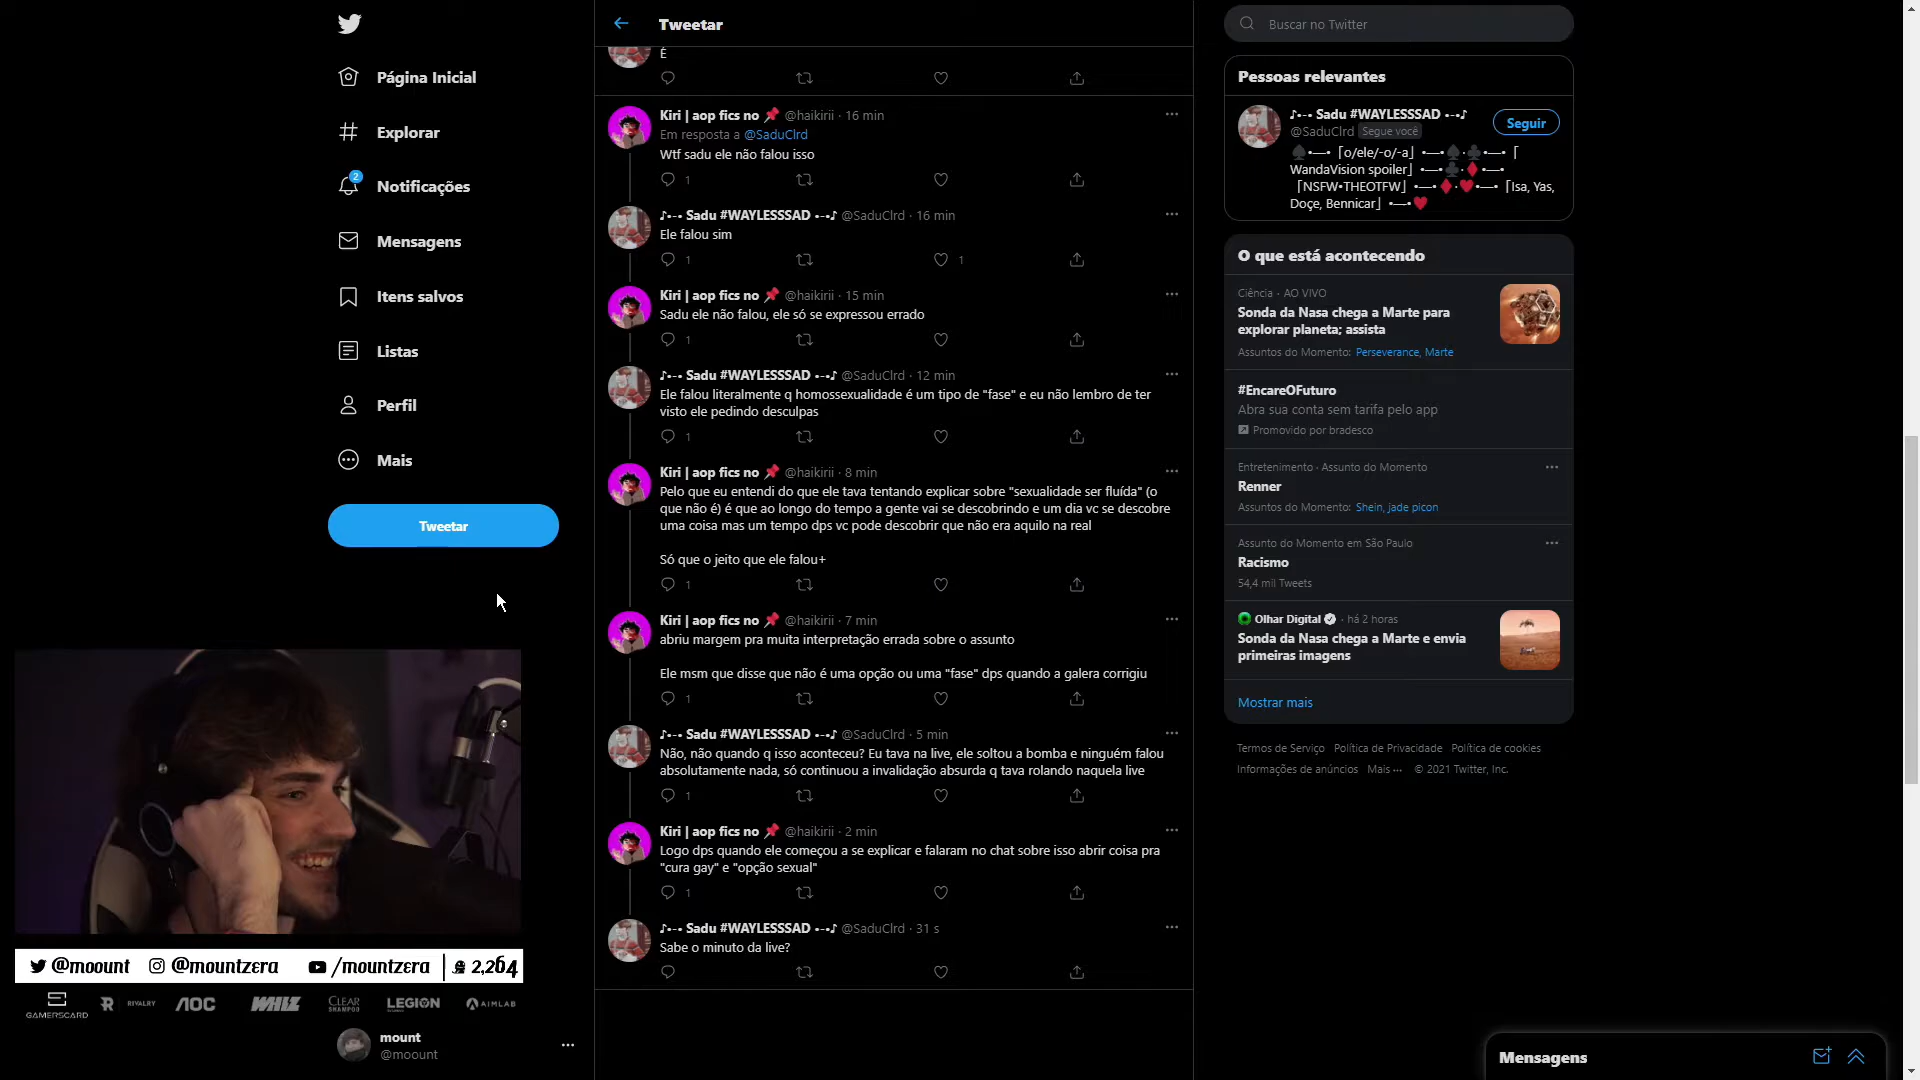 Página Inicial
Explorar
2
Notificações
Mensagens
Itens salvos
Listas
Perfil
Mais
Tweetar
@moount @mountzera /mountzera 2,264
GAMERSCARD RIVALRY AOC WHIZ CLEAR SHAMPOO LEGION AIMLAB
mount
@moount
Tweetar
É
Kiri | aop fics no 📌 @haikirii · 16 min
Em resposta a @SaduClrd
Wtf sadu ele não falou isso
1
♪•-• Sadu #WAYLESSSAD •-•♪ @SaduClrd · 16 min
Ele falou sim
1 1
Kiri | aop fics no 📌 @haikirii · 15 min
Sadu ele não falou, ele só se expressou errado
1
♪•-• Sadu #WAYLESSSAD •-•♪ @SaduClrd · 12 min
Ele falou literalmente q homossexualidade é um tipo de "fase" e eu não lembro de ter
visto ele pedindo desculpas
1
Kiri | aop fics no 📌 @haikirii · 8 min
Pelo que eu entendi do que ele tava tentando explicar sobre "sexualidade ser fluída" (o
que não é) é que ao longo do tempo a gente vai se descobrindo e um dia vc se descobre
uma coisa mas um tempo dps vc pode descobrir que não era aquilo na real
Só que o jeito que ele falou+
1
Kiri | aop fics no 📌 @haikirii · 7 min
abriu margem pra muita interpretação errada sobre o assunto
Ele msm que disse que não é uma opção ou uma "fase" dps quando a galera corrigiu
1
♪•-• Sadu #WAYLESSSAD •-•♪ @SaduClrd · 5 min
Não, não quando q isso aconteceu? Eu tava na live, ele soltou a bomba e ninguém falou
absolutamente nada, só continuou a invalidação absurda q tava rolando naquela live
1
Kiri | aop fics no 📌 @haikirii · 2 min
Logo dps quando ele começou a se explicar e falaram no chat sobre isso abrir coisa pra
"cura gay" e "opção sexual"
1
♪•-• Sadu #WAYLESSSAD •-•♪ @SaduClrd · 31 s
Sabe o minuto da live?
Buscar no Twitter
Pessoas relevantes
♪•-• Sadu #WAYLESSSAD •-•♪
@SaduClrd Segue você
Seguir
♠•—• ⎡o/ele/-o/-a⎦ •—•♠·♣•—• ⎡
WandaVision spoiler⎦ •—•♣·♦•—•
⎡NSFW•THEOTFW⎦ •—•♦·♥•—• ⎡Isa, Yas,
Doçe, Bennicar⎦ •—•♥
O que está acontecendo
Ciência · AO VIVO
Sonda da Nasa chega a Marte para
explorar planeta; assista
Assuntos do Momento: Perseverance, Marte
#EncareOFuturo
Abra sua conta sem tarifa pelo app
Promovido por bradesco
Entretenimento · Assunto do Momento
Renner
Assuntos do Momento: Shein, jade picon
Assunto do Momento em São Paulo
Racismo
54,4 mil Tweets
Olhar Digital · há 2 horas
Sonda da Nasa chega a Marte e envia
primeiras imagens
Mostrar mais
Termos de Serviço Política de Privacidade Política de cookies
Informações de anúncios Mais ··· © 2021 Twitter, Inc.
Mensagens